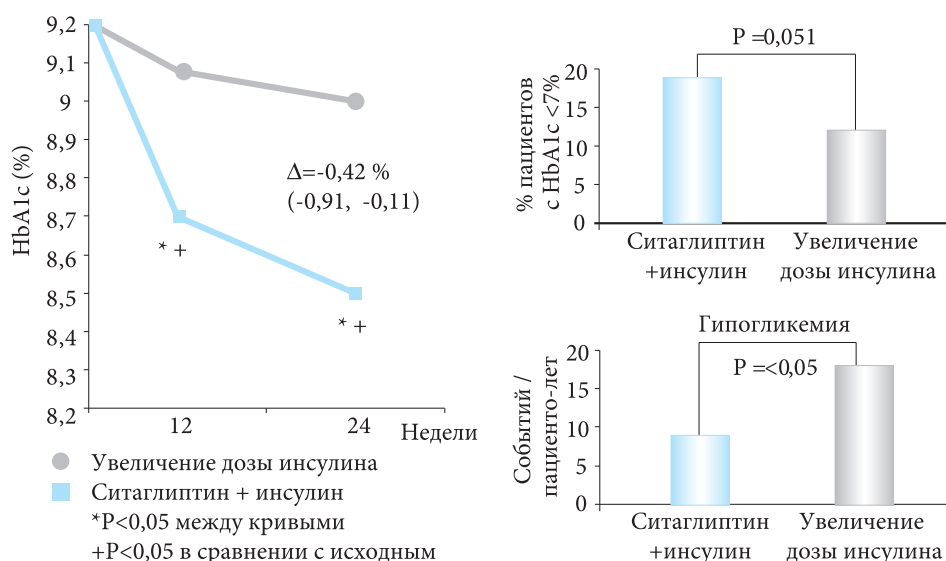 9,2
9,1
9
8,9
8,8
8,7
8,6
8,5
8,4
8,3
8,2
HbA1c (%)
Δ=-0,42 %
(-0,91, -0,11)
* +
* +
12
24
Недели
Увеличение дозы инсулина
Ситаглиптин + инсулин
*P<0,05 между кривыми
+P<0,05 в сравнении с исходным
P =0,051
% пациентов
с HbA1c <7%
20
15
10
5
0
Ситаглиптин
+инсулин
Увеличение
дозы инсулина
Гипогликемия
P =<0,05
Событий /
пациенто-лет
20
15
10
5
0
Ситаглиптин
+инсулин
Увеличение
дозы инсулина